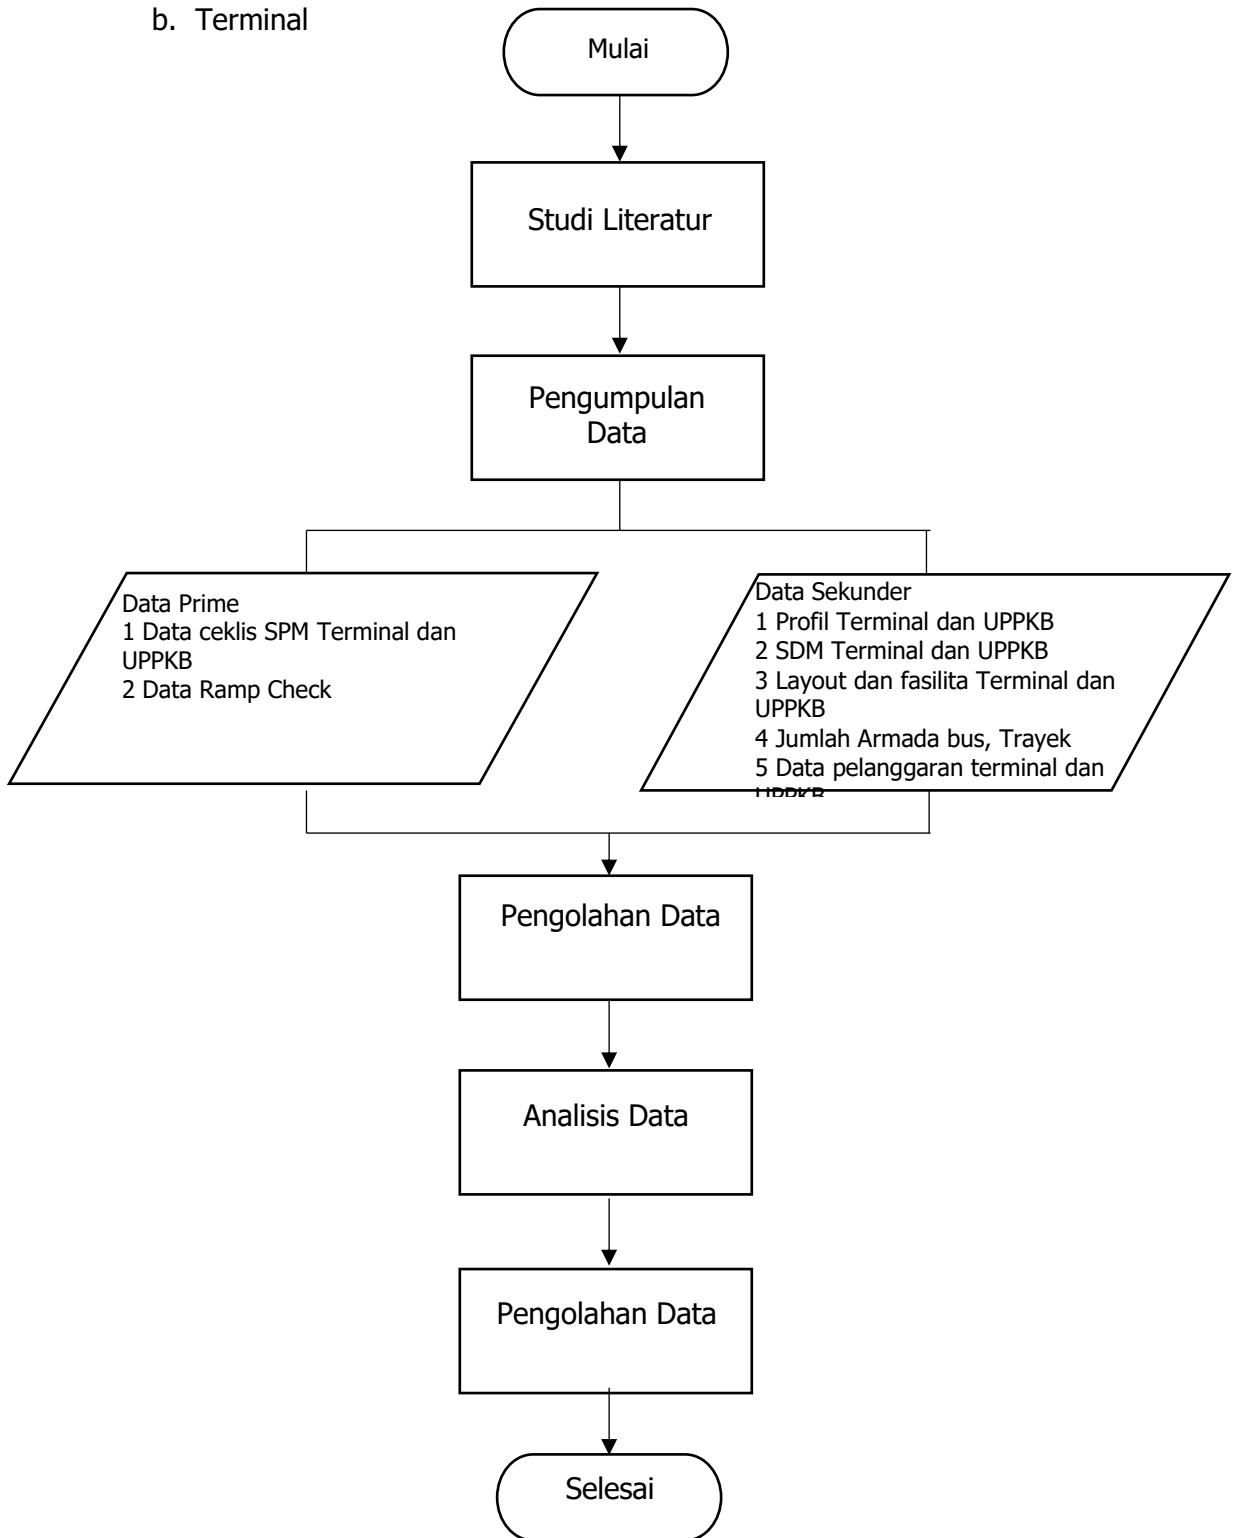 b. Terminal
Mulai
Studi Literatur
Pengumpulan
Data
Data Prime
1 Data ceklis SPM Terminal dan
UPPKB
2 Data Ramp Check
Data Sekunder
1 Profil Terminal dan UPPKB
2 SDM Terminal dan UPPKB
3 Layout dan fasilita Terminal dan
UPPKB
4 Jumlah Armada bus, Trayek
5 Data pelanggaran terminal dan
UPPKB
Pengolahan Data
Analisis Data
Pengolahan Data
Selesai